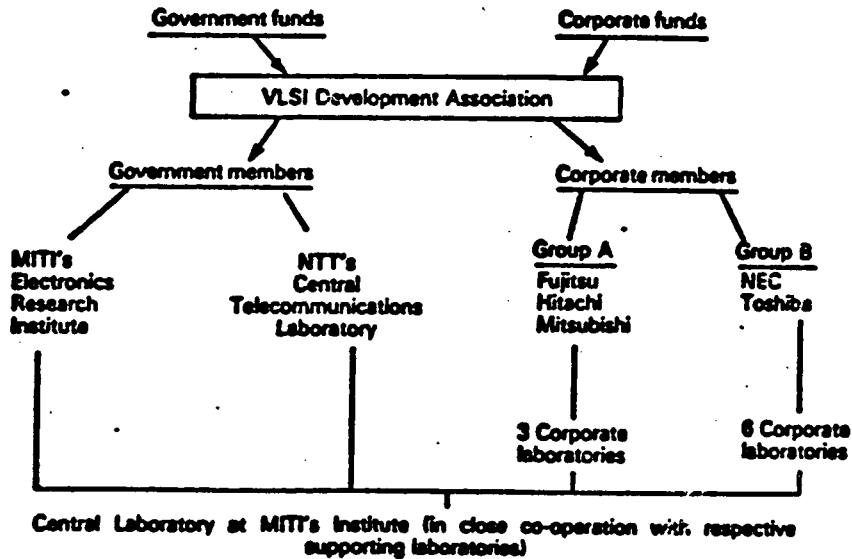 Government funds
Corporate funds
VLSI Development Association
Government members
Corporate members
MITI's
Electronics
Research
Institute
NTT's
Central
Telecommunications
Laboratory
Group A
Fujitsu
Hitachi
Mitsubishi
Group B
NEC
Toshiba
3 Corporate
laboratories
6 Corporate
laboratories
Central Laboratory at MITI's Institute (in close co-operation with respective
supporting laboratories)